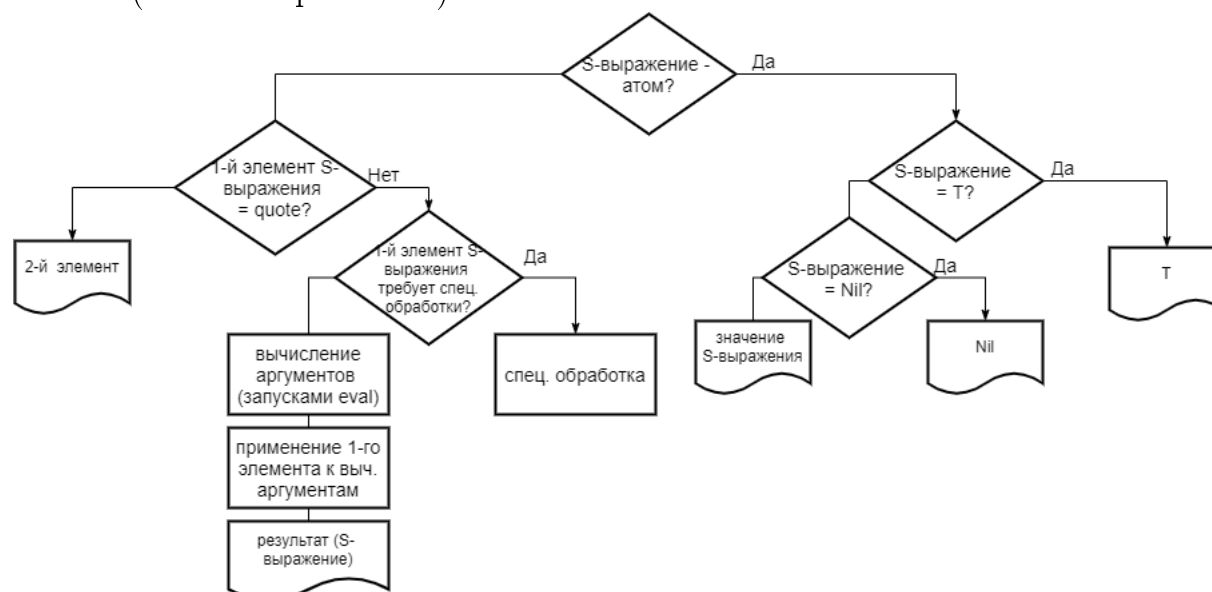 S-выражение -
атом?
Да
1-й элемент S-
выражения
= quote?
Нет
S-выражение
= T?
Да
2-й элемент
1-й элемент S-
выражения
требует спец.
обработки?
Да
S-выражение
= Nil?
Да
T
вычисление
аргументов
(запусками eval)
спец. обработка
значение
S-выражения
Nil
применение 1-го
элемента к выч.
аргументам
результат (S-
выражение)